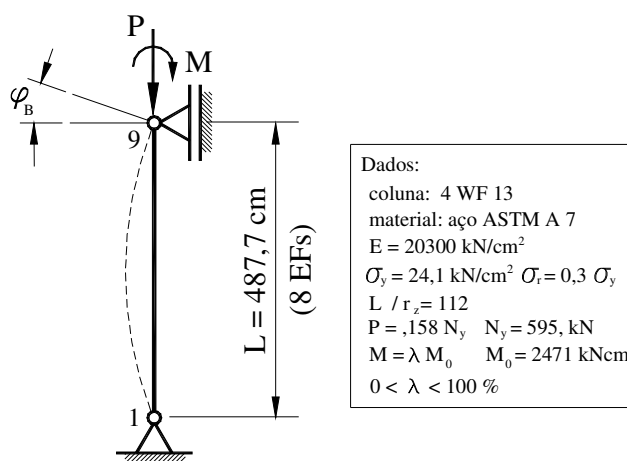 P
M
φB
9
L = 487,7 cm
(8 EFs)
1
Dados:
coluna: 4 WF 13
material: aço ASTM A 7
E = 20300 kN/cm²
σy = 24,1 kN/cm² σr = 0,3 σy
L / rz = 112
P = ,158 Ny Ny = 595, kN
M = λ M0 M0 = 2471 kNcm
0 < λ < 100 %